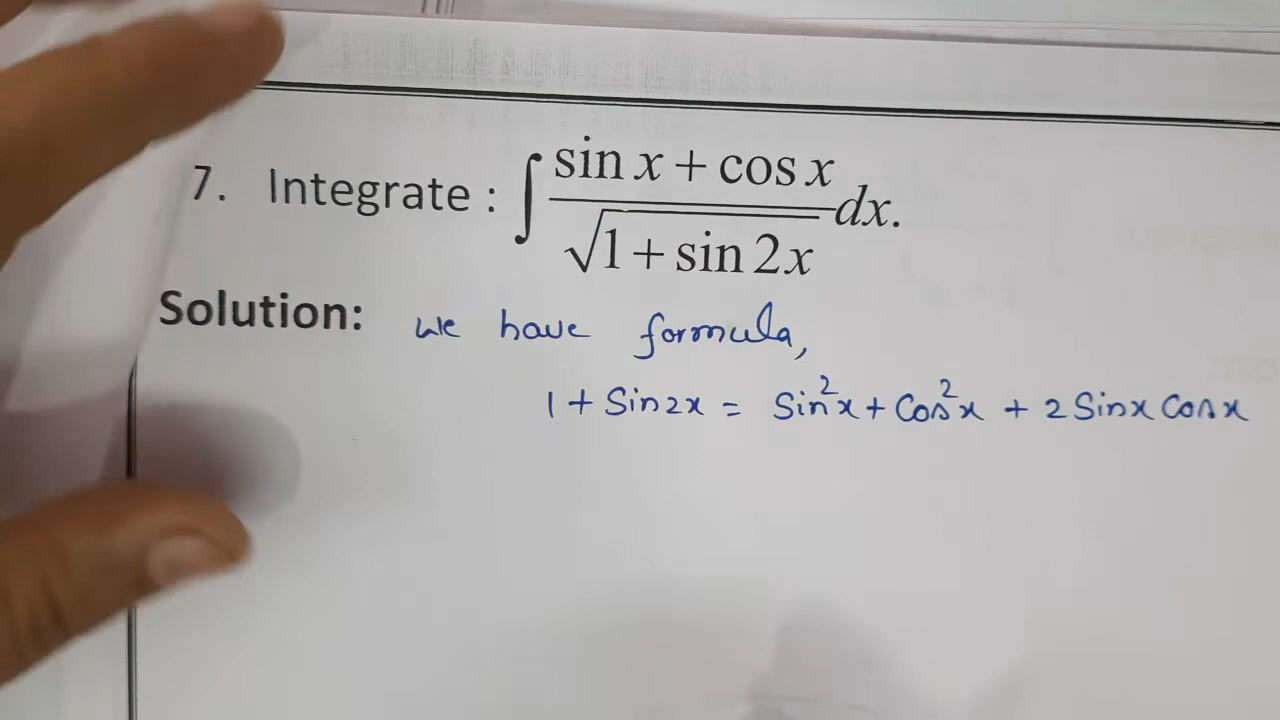 7. Integrate : ∫ (sin x + cos x)/√(1 + sin 2x) dx.
Solution: We have formula,
1 + Sin2x = Sin²x + Cos²x + 2 Sinx Cosx